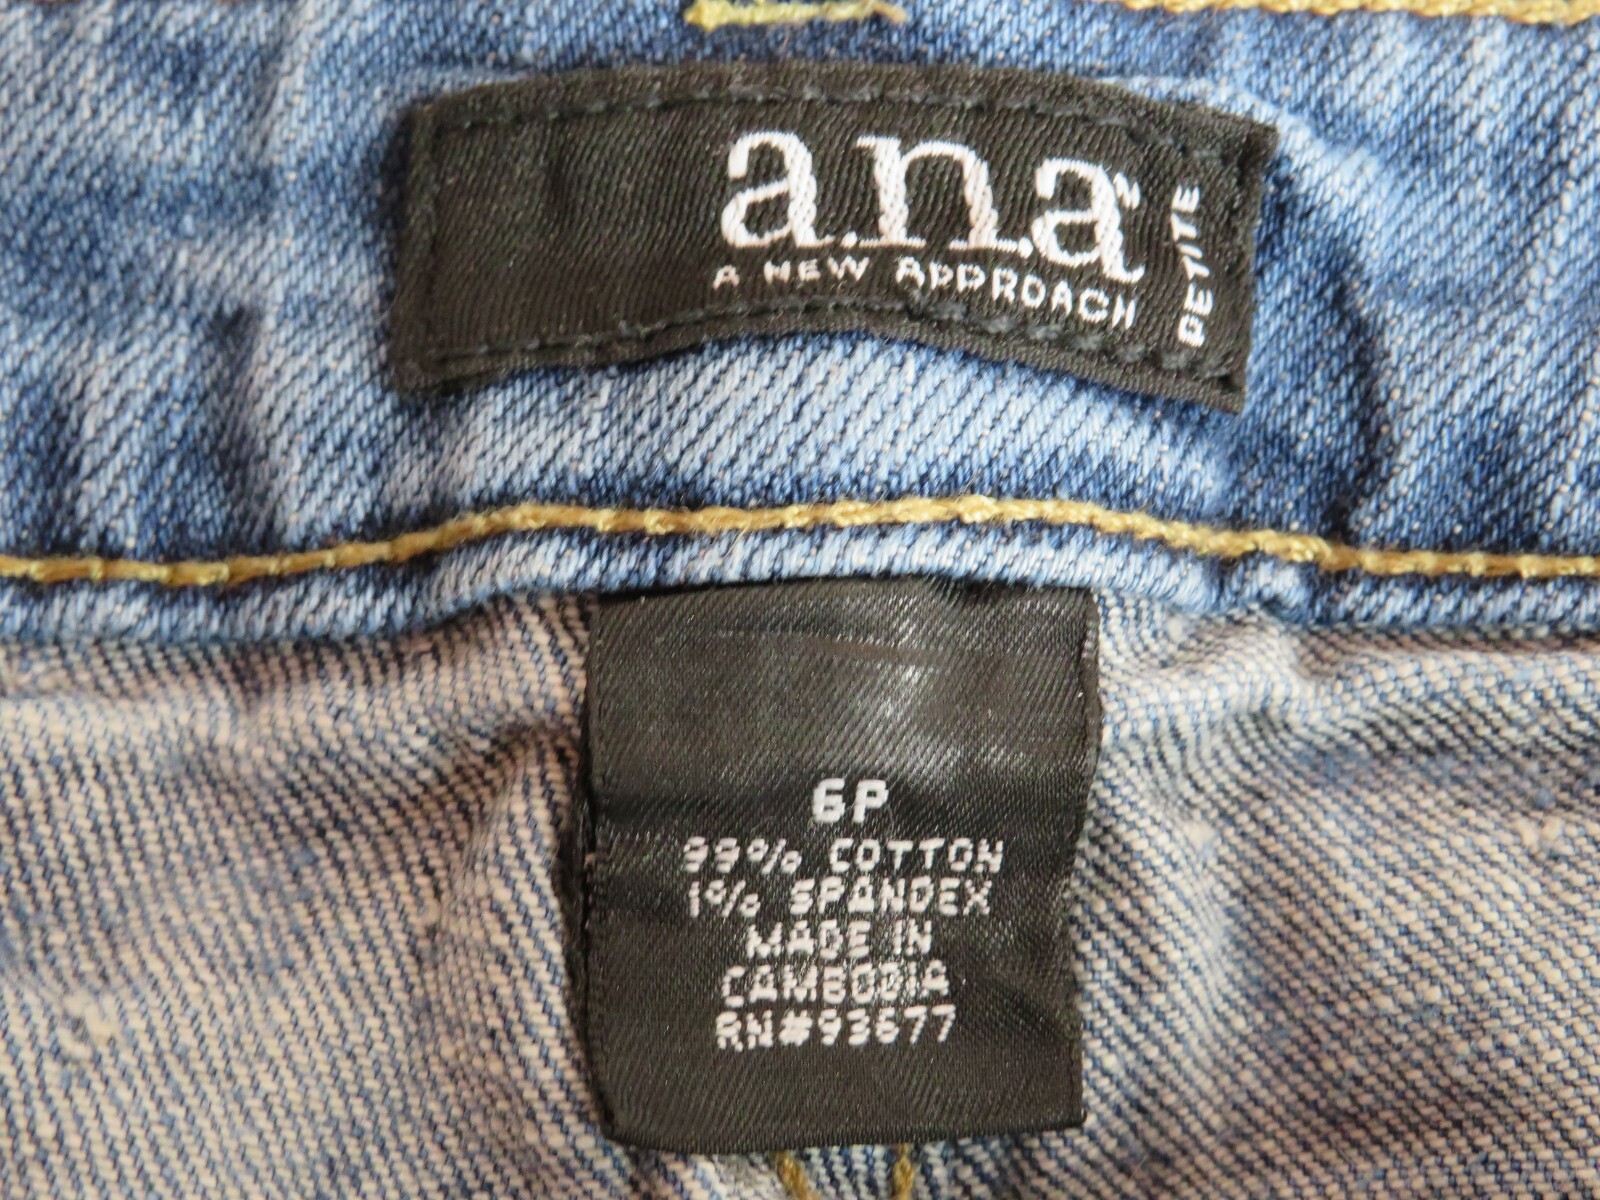 a.n.a
A NEW APPROACH
PETITE
6P
99% COTTON
1% SPANDEX
MADE IN
CAMBODIA
RN#93677